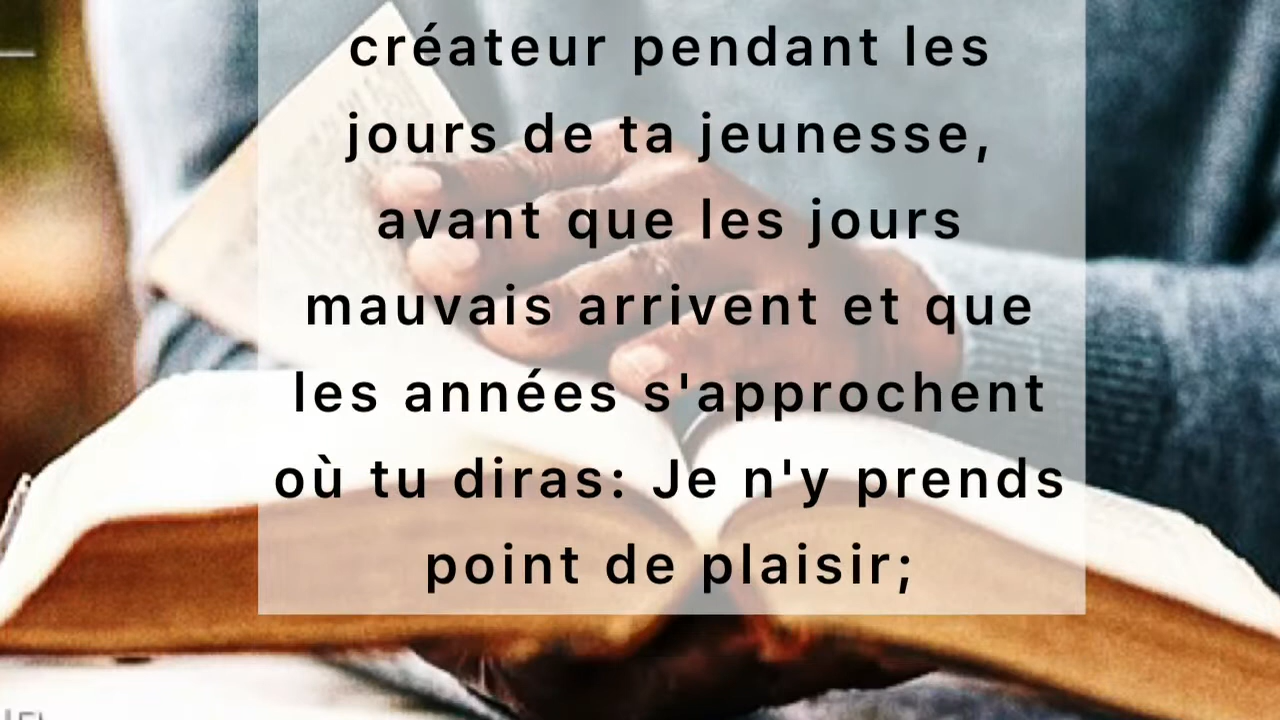 créateur pendant les
jours de ta jeunesse,
avant que les jours
mauvais arrivent et que
les années s'approchent
où tu diras: Je n'y prends
point de plaisir;